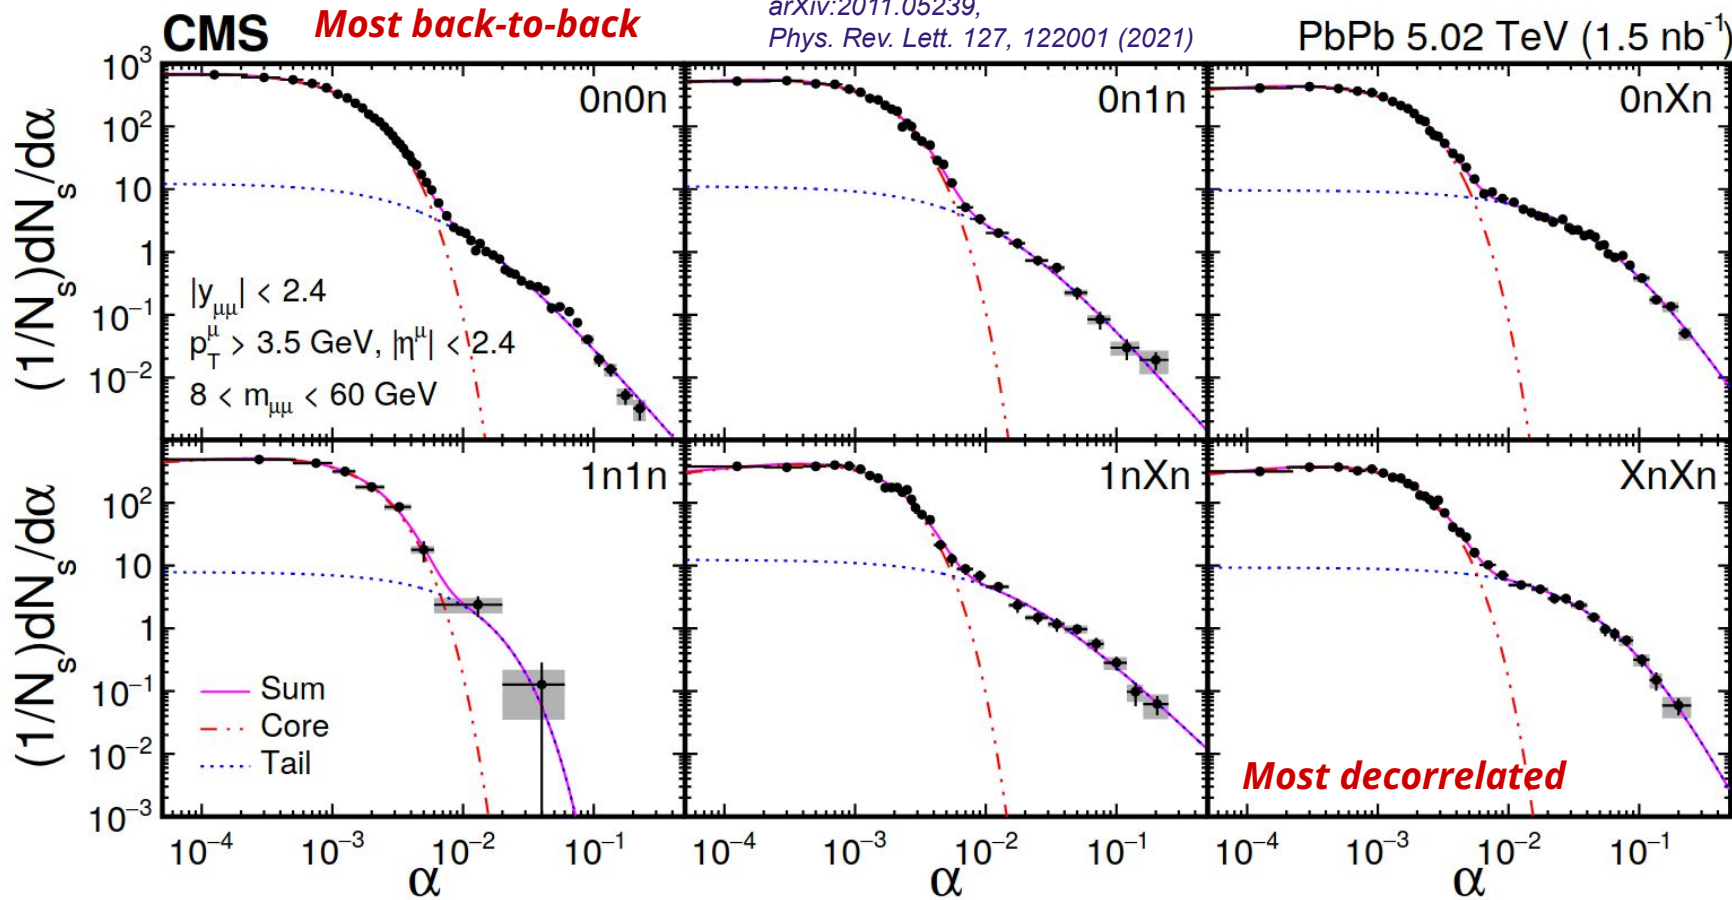 CMS
Most back-to-back
arXiv:2011.05239,
Phys. Rev. Lett. 127, 122001 (2021)
PbPb 5.02 TeV (1.5 nb⁻¹)
(1/Nₛ)dNₛ/dα
10³
10²
10
1
10⁻¹
10⁻²
0n0n
|y_μμ| < 2.4
p_T^μ > 3.5 GeV, |η^μ| < 2.4
8 < m_μμ < 60 GeV
0n1n
0nXn
(1/Nₛ)dNₛ/dα
10²
10
1
10⁻¹
10⁻²
10⁻³
1n1n
Sum
Core
Tail
1nXn
XnXn
Most decorrelated
10⁻⁴ 10⁻³ 10⁻² 10⁻¹
α
10⁻⁴ 10⁻³ 10⁻² 10⁻¹
α
10⁻⁴ 10⁻³ 10⁻² 10⁻¹
α